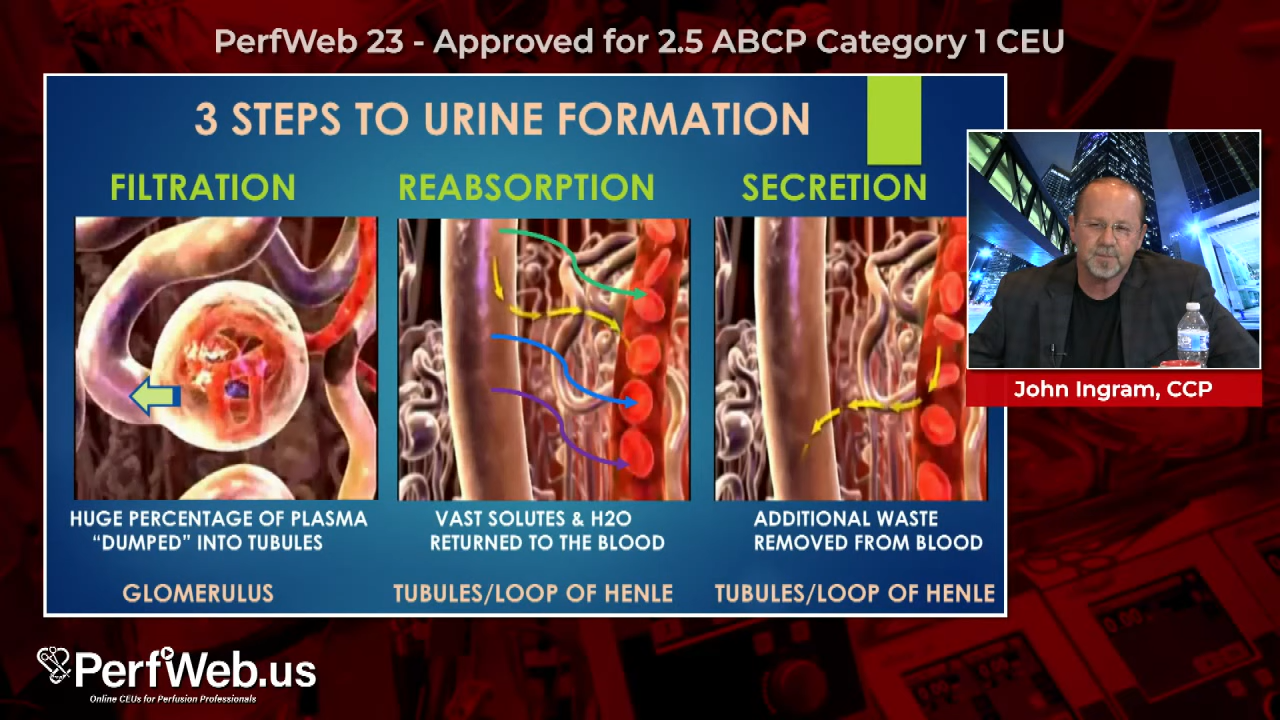 PerfWeb 23 - Approved for 2.5 ABCP Category 1 CEU
3 STEPS TO URINE FORMATION
FILTRATION
REABSORPTION
SECRETION
HUGE PERCENTAGE OF PLASMA
“DUMPED” INTO TUBULES
VAST SOLUTES & H2O
RETURNED TO THE BLOOD
ADDITIONAL WASTE
REMOVED FROM BLOOD
GLOMERULUS
TUBULES/LOOP OF HENLE
TUBULES/LOOP OF HENLE
John Ingram, CCP
PerfWeb.us
Online CEUs for Perfusion Professionals